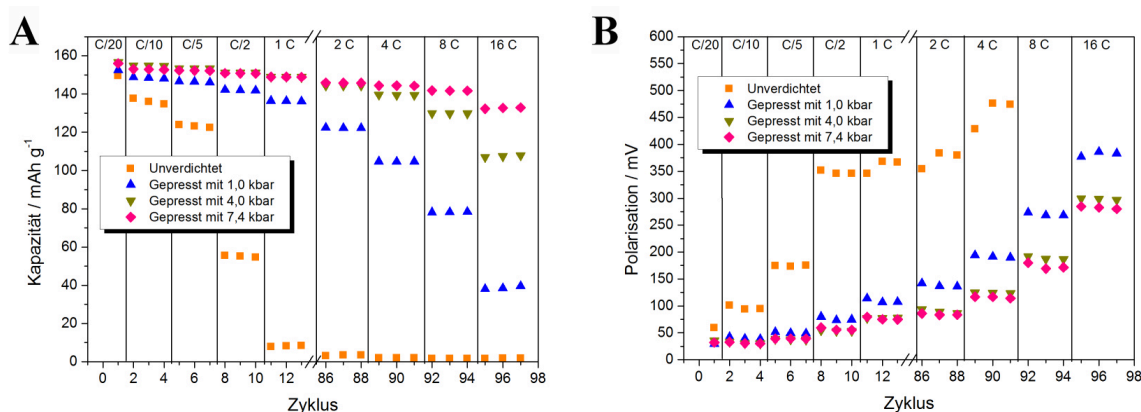 A
C/20 C/10 C/5 C/2 1 C 2 C 4 C 8 C 16 C
160
140
120
100
80
60
40
20
0
Kapazität / mAh g⁻¹
Unverdichtet
Gepresst mit 1,0 kbar
Gepresst mit 4,0 kbar
Gepresst mit 7,4 kbar
0 2 4 6 8 10 12 86 88 90 92 94 96 98
Zyklus
B
C/20 C/10 C/5 C/2 1 C 2 C 4 C 8 C 16 C
600
550
500
450
400
350
300
250
200
150
100
50
0
Polarisation / mV
Unverdichtet
Gepresst mit 1,0 kbar
Gepresst mit 4,0 kbar
Gepresst mit 7,4 kbar
0 2 4 6 8 10 12 86 88 90 92 94 96 98
Zyklus